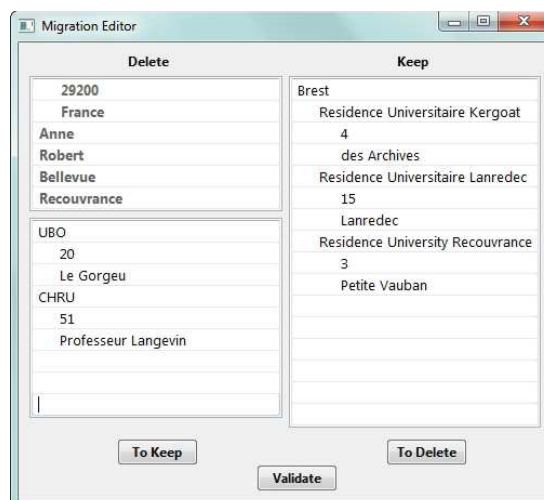 Migration Editor
Delete
29200
France
Anne
Robert
Bellevue
Recouvrance
UBO
20
Le Gorgeu
CHRU
51
Professeur Langevin
Keep
Brest
Residence Universitaire Kergoat
4
des Archives
Residence Universitaire Lanredec
15
Lanredec
Residence University Recouvrance
3
Petite Vauban
To Keep
To Delete
Validate